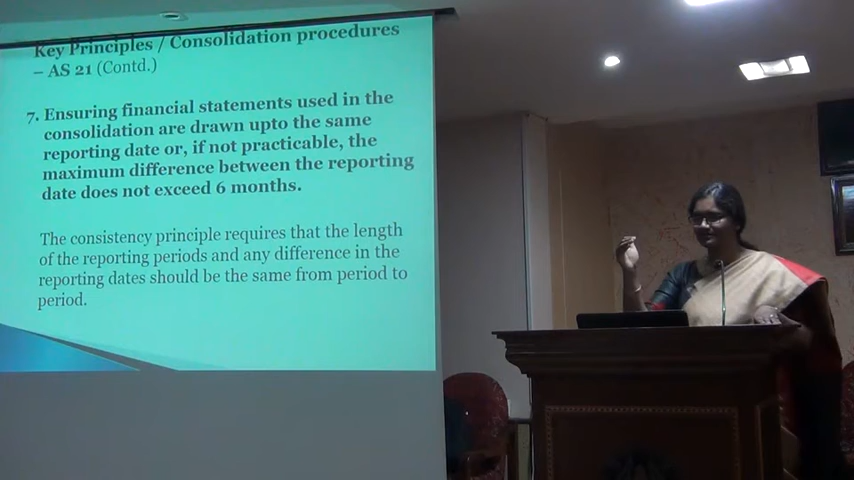 Key Principles / Consolidation procedures
– AS 21 (Contd.)
7. Ensuring financial statements used in the
consolidation are drawn upto the same
reporting date or, if not practicable, the
maximum difference between the reporting
date does not exceed 6 months.
The consistency principle requires that the length
of the reporting periods and any difference in the
reporting dates should be the same from period to
period.